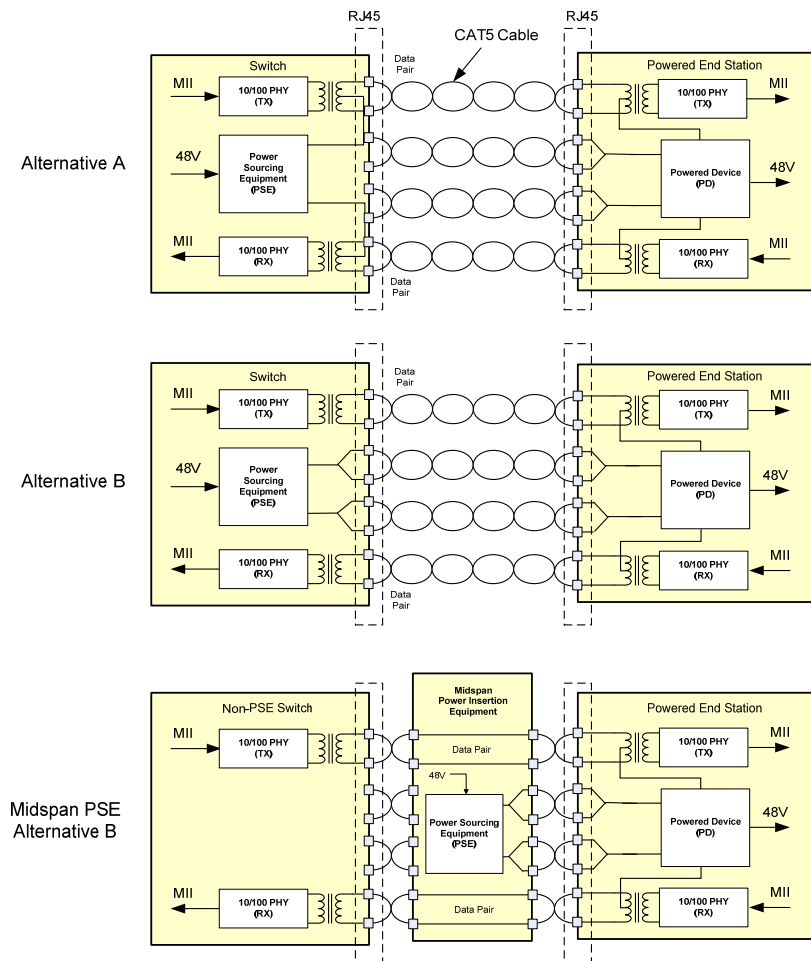 RJ45
RJ45
CAT5 Cable
Alternative A
Switch
MII
10/100 PHY
(TX)
48V
Power
Sourcing
Equipment
(PSE)
MII
10/100 PHY
(RX)
Data
Pair
Data
Pair
Powered End Station
10/100 PHY
(TX)
MII
Powered Device
(PD)
48V
10/100 PHY
(RX)
MII
Alternative B
Switch
MII
10/100 PHY
(TX)
48V
Power
Sourcing
Equipment
(PSE)
MII
10/100 PHY
(RX)
Data
Pair
Data
Pair
Powered End Station
10/100 PHY
(TX)
MII
Powered Device
(PD)
48V
10/100 PHY
(RX)
MII
Midspan PSE
Alternative B
Non-PSE Switch
MII
10/100 PHY
(TX)
MII
10/100 PHY
(RX)
Midspan
Power Insertion
Equipment
Data Pair
48V
Power Sourcing
Equipment
(PSE)
Data Pair
Powered End Station
10/100 PHY
(TX)
MII
Powered Device
(PD)
48V
10/100 PHY
(RX)
MII